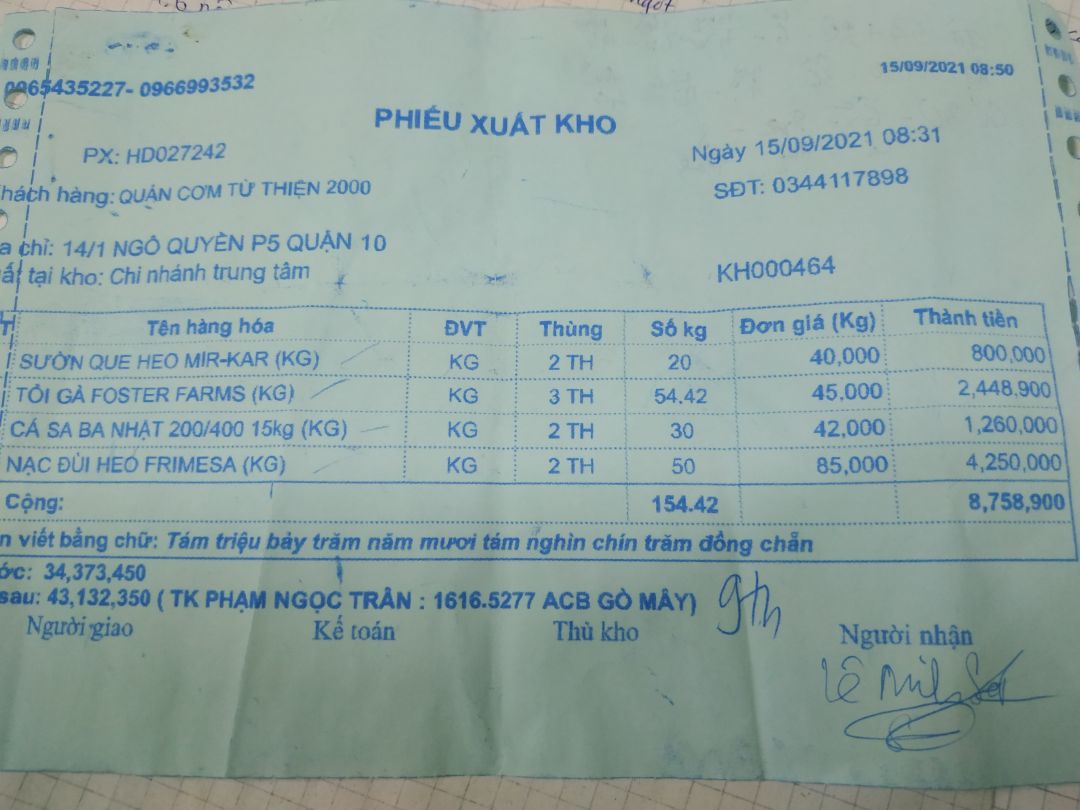 15/09/2021 08:50
0965435227- 0966993532
PHIẾU XUẤT KHO
PX: HD027242
Ngày 15/09/2021 08:31
hách hàng: QUÁN CƠM TỪ THIỆN 2000
SĐT: 0344117898
a chỉ: 14/1 NGÔ QUYỀN P5 QUẬN 10
ất tại kho: Chi nhánh trung tâm
KH000464
T Tên hàng hóa ĐVT Thùng Số kg Đơn giá (Kg) Thành tiền
SƯỜN QUE HEO MIR-KAR (KG) KG 2 TH 20 40,000 800,000
TỎI GÀ FOSTER FARMS (KG) KG 3 TH 54.42 45,000 2,448,900
CÁ SA BA NHẬT 200/400 15kg (KG) KG 2 TH 30 42,000 1,260,000
NẠC ĐÙI HEO FRIMESA (KG) KG 2 TH 50 85,000 4,250,000
Cộng: 154.42 8,758,900
n viết bằng chữ: Tám triệu bảy trăm năm mươi tám nghìn chín trăm đồng chẵn
ớc: 34,373,450
sau: 43,132,350 ( TK PHẠM NGỌC TRÂN : 1616.5277 ACB GÒ MÂY)
Người giao Kế toán Thủ kho Người nhận